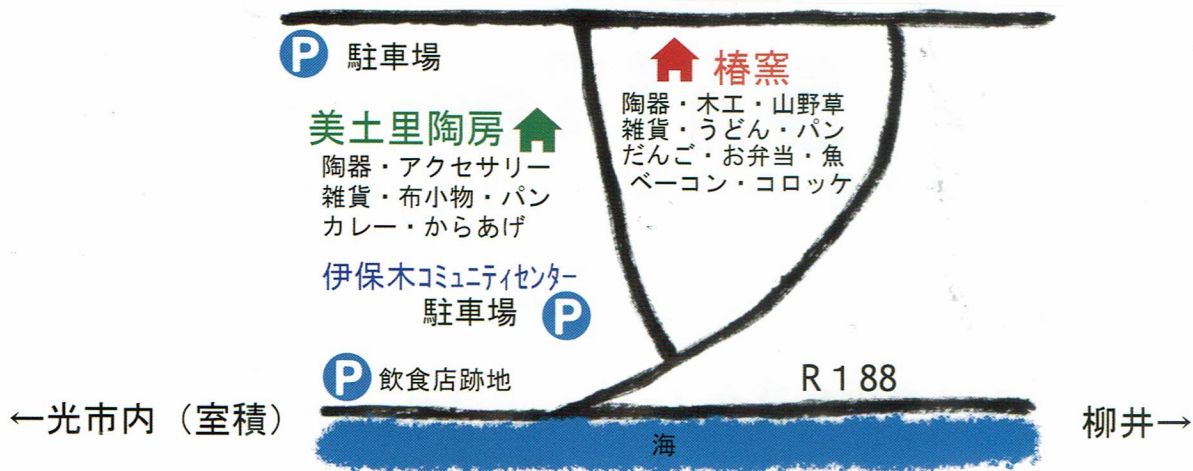 P 駐車場
椿窯
陶器・木工・山野草
雑貨・うどん・パン
だんご・お弁当・魚
ベーコン・コロッケ
美土里陶房
陶器・アクセサリー
雑貨・布小物・パン
カレー・からあげ
伊保木コミュニティセンター
駐車場 P
P 飲食店跡地
R188
←光市内(室積)
柳井→
海